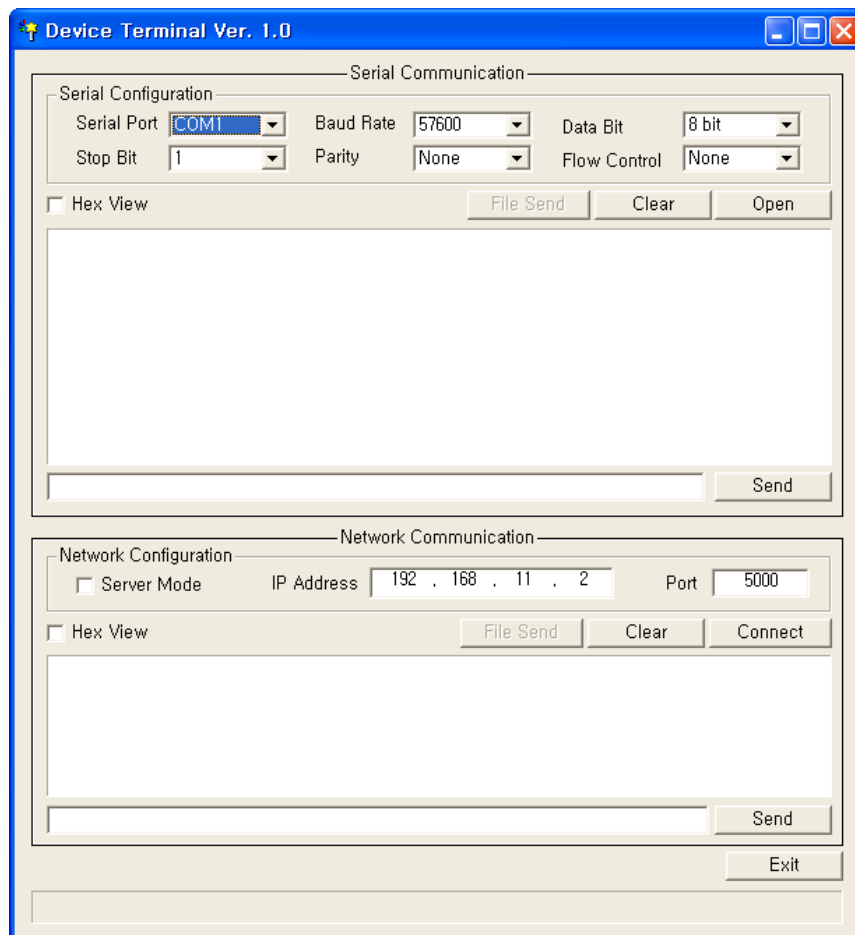 Device Terminal Ver. 1.0
Serial Communication
Serial Configuration
Serial Port COM1 Baud Rate 57600 Data Bit 8 bit
Stop Bit 1 Parity None Flow Control None
Hex View File Send Clear Open
Send
Network Communication
Network Configuration
Server Mode IP Address 192 . 168 . 11 . 2 Port 5000
Hex View File Send Clear Connect
Send
Exit